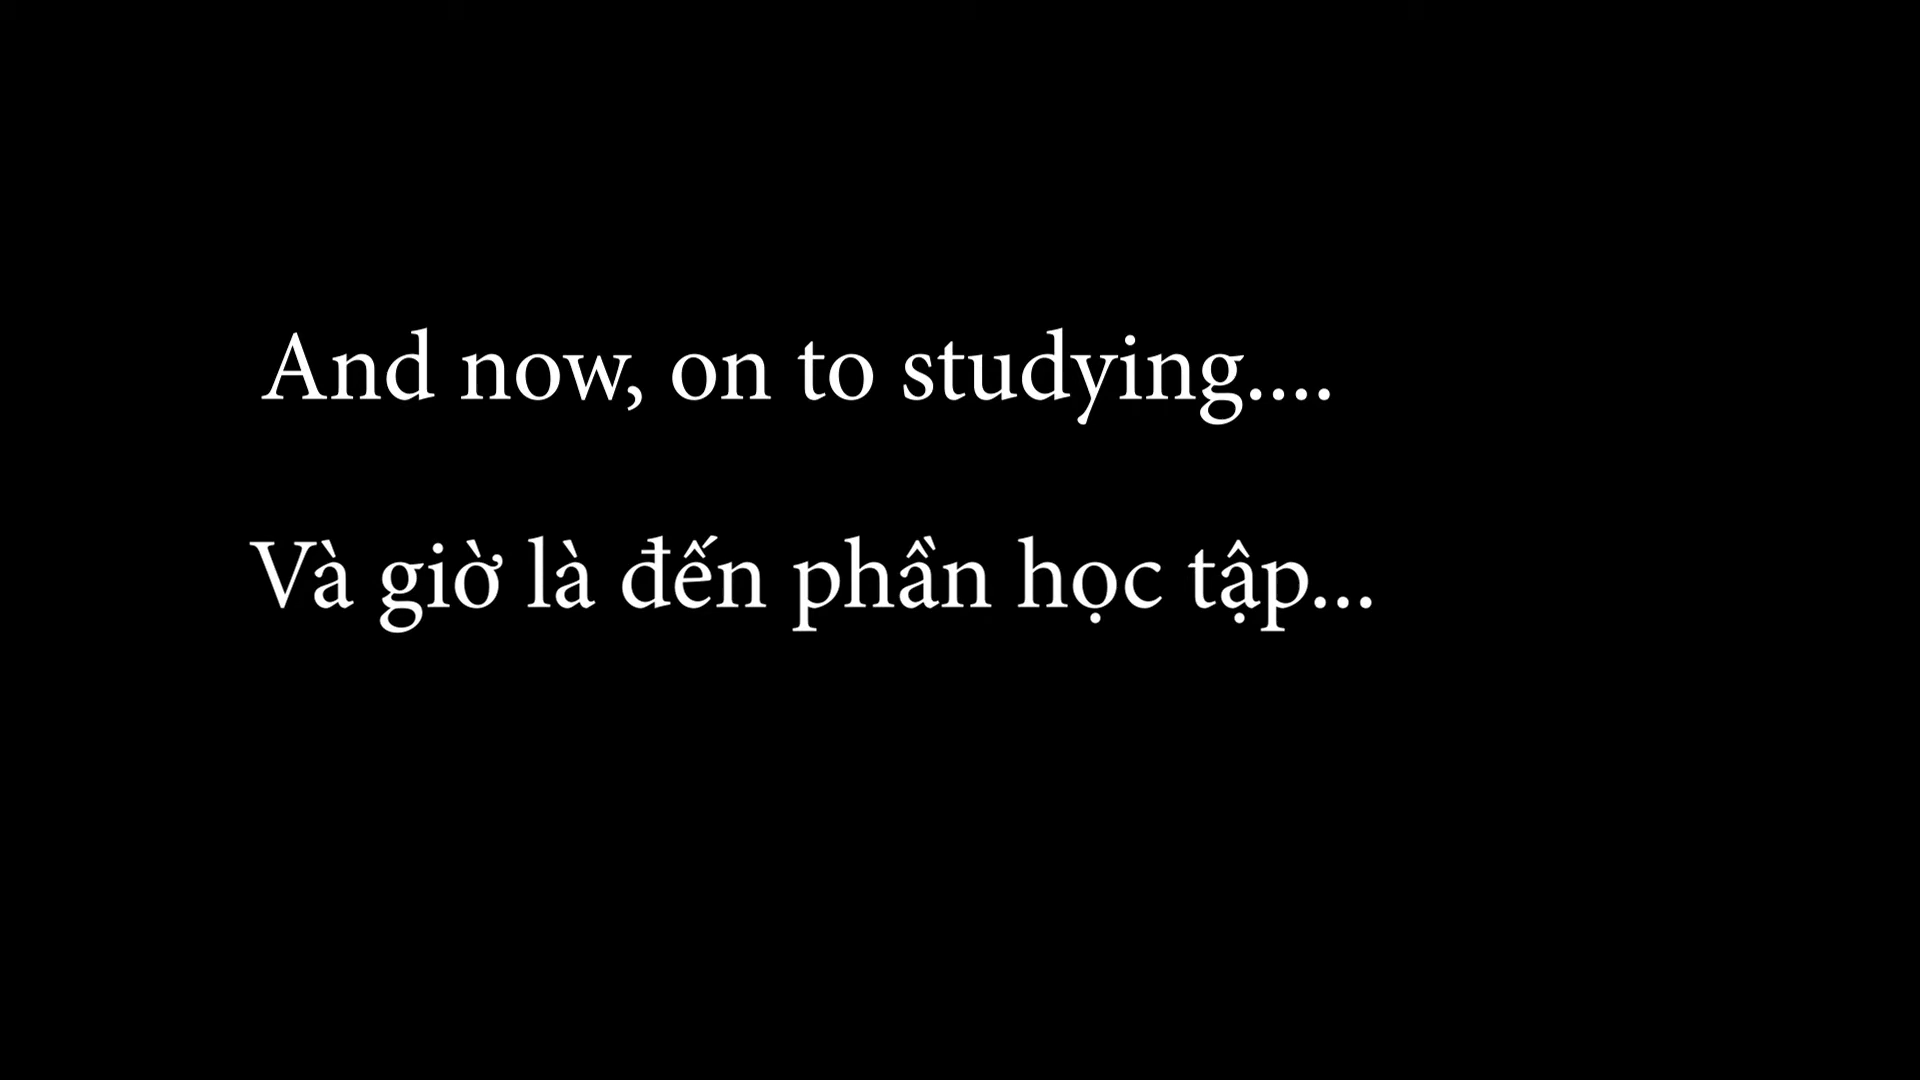 And now, on to studying....
Và giờ là đến phần học tập...